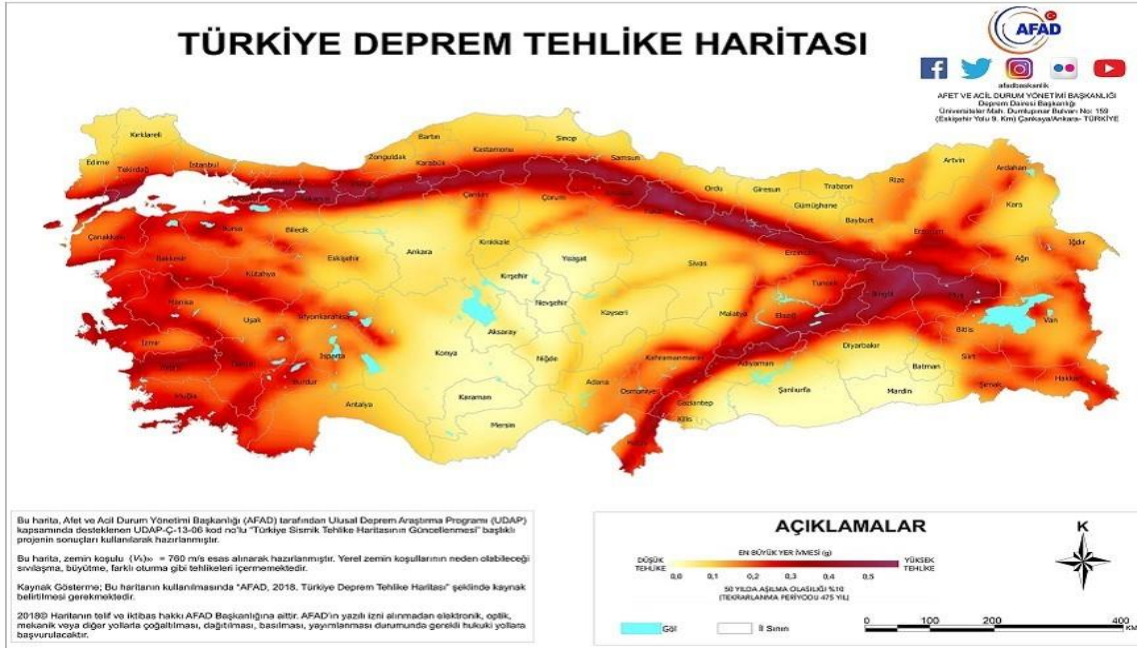 TÜRKİYE DEPREM TEHLİKE HARİTASI
AFAD
afadbaskanlik
AFET VE ACİL DURUM YÖNETİMİ BAŞKANLIĞI
Deprem Dairesi Başkanlığı
Üniversiteler Mah. Dumlupınar Bulvarı No: 159
(Eskişehir Yolu 9. Km) Çankaya/Ankara- TÜRKİYE
Kırklareli
Edirne
Tekirdağ
İstanbul
Zonguldak
Bartın
Karabük
Kastamonu
Sinop
Samsun
Çankırı
Çorum
Ordu
Giresun
Trabzon
Gümüşhane
Bayburt
Rize
Artvin
Ardahan
Kars
Iğdır
Ağrı
Erzurum
Çanakkale
Bursa
Bilecik
Eskişehir
Ankara
Kırıkkale
Kırşehir
Yozgat
Sivas
Balıkesir
Kütahya
Manisa
Uşak
Afyonkarahisar
İzmir
Isparta
Burdur
Muğla
Antalya
Konya
Aksaray
Nevşehir
Niğde
Kayseri
Karaman
Mersin
Adana
Osmaniye
Kahramanmaraş
Malatya
Elazığ
Tunceli
Bingöl
Muş
Bitlis
Van
Adıyaman
Diyarbakır
Batman
Siirt
Şırnak
Hakkari
Mardin
Şanlıurfa
Gaziantep
Kilis
Bu harita, Afet ve Acil Durum Yönetimi Başkanlığı (AFAD) tarafından Ulusal Deprem Araştırma Programı (UDAP)
kapsamında desteklenen UDAP-Ç-13-06 kod no'lu "Türkiye Sismik Tehlike Haritasının Güncellenmesi" başlıklı
projenin sonuçları kullanılarak hazırlanmıştır.
Bu harita, zemin koşulu (Vs)30 = 760 m/s esas alınarak hazırlanmıştır. Yerel zemin koşullarının neden olabileceği
sıvılaşma, büyütme, farklı oturma gibi tehlikeleri içermemektedir.
Kaynak Gösterme; Bu haritanın kullanılmasında "AFAD, 2018. Türkiye Deprem Tehlike Haritası" şeklinde kaynak
belirtilmesi gerekmektedir.
2018© Haritanın telif ve iktibas hakkı AFAD Başkanlığına aittir. AFAD'ın yazılı izni alınmadan elektronik, optik,
mekanik veya diğer yollarla çoğaltılması, dağıtılması, basılması, yayımlanması durumunda gerekli hukuki yollara
başvurulacaktır.
AÇIKLAMALAR
EN BÜYÜK YER İVMESİ (g)
DÜŞÜK
TEHLİKE
YÜKSEK
TEHLİKE
0,0 0,1 0,2 0,3 0,4 0,5
50 YILDA AŞILMA OLASILIĞI %10
(TEKRARLANMA PERİYODU 475 YIL)
Göl
İl Sınırı
K
0 50 100 200 400
KM